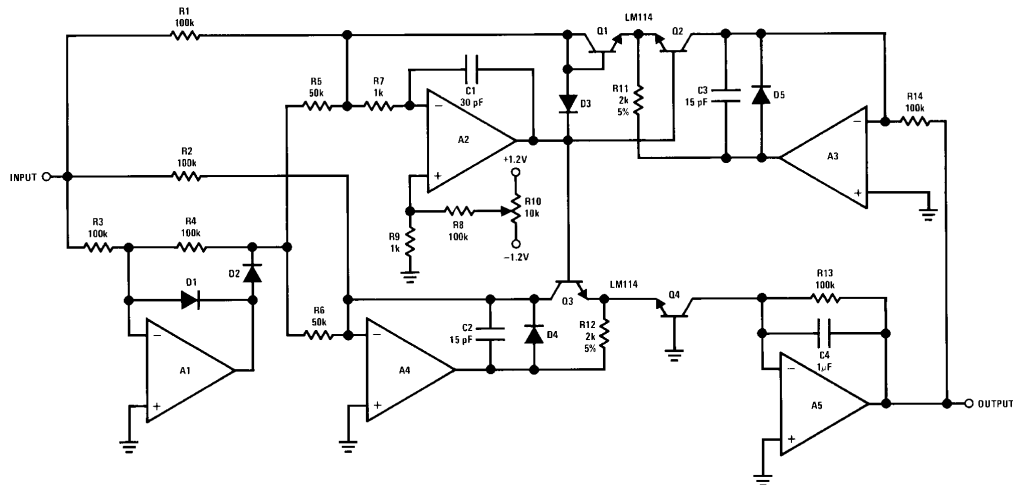 R1
100k
Q1
LM114
Q2
R5
50k
R7
1k
C1
30 pF
D3
R11
2k
5%
C3
15 pF
D5
R14
100k
−
A2
+
−
A3
+
R2
100k
INPUT
+1.2V
R10
10k
−1.2V
R8
100k
R9
1k
R3
100k
R4
100k
D2
D1
R6
50k
−
A1
+
Q3
LM114
Q4
R13
100k
C2
15 pF
D4
R12
2k
5%
C4
1μF
−
A4
+
−
A5
+
OUTPUT